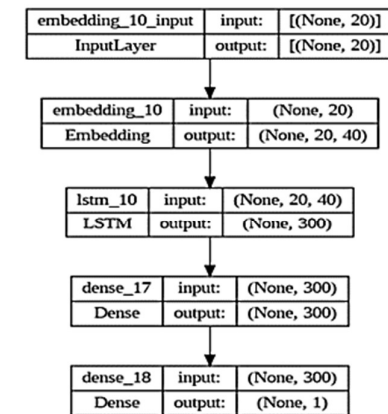 embedding_10_input input: [(None, 20)]
InputLayer output: [(None, 20)]
embedding_10 input: (None, 20)
Embedding output: (None, 20, 40)
lstm_10 input: (None, 20, 40)
LSTM output: (None, 300)
dense_17 input: (None, 300)
Dense output: (None, 300)
dense_18 input: (None, 300)
Dense output: (None, 1)